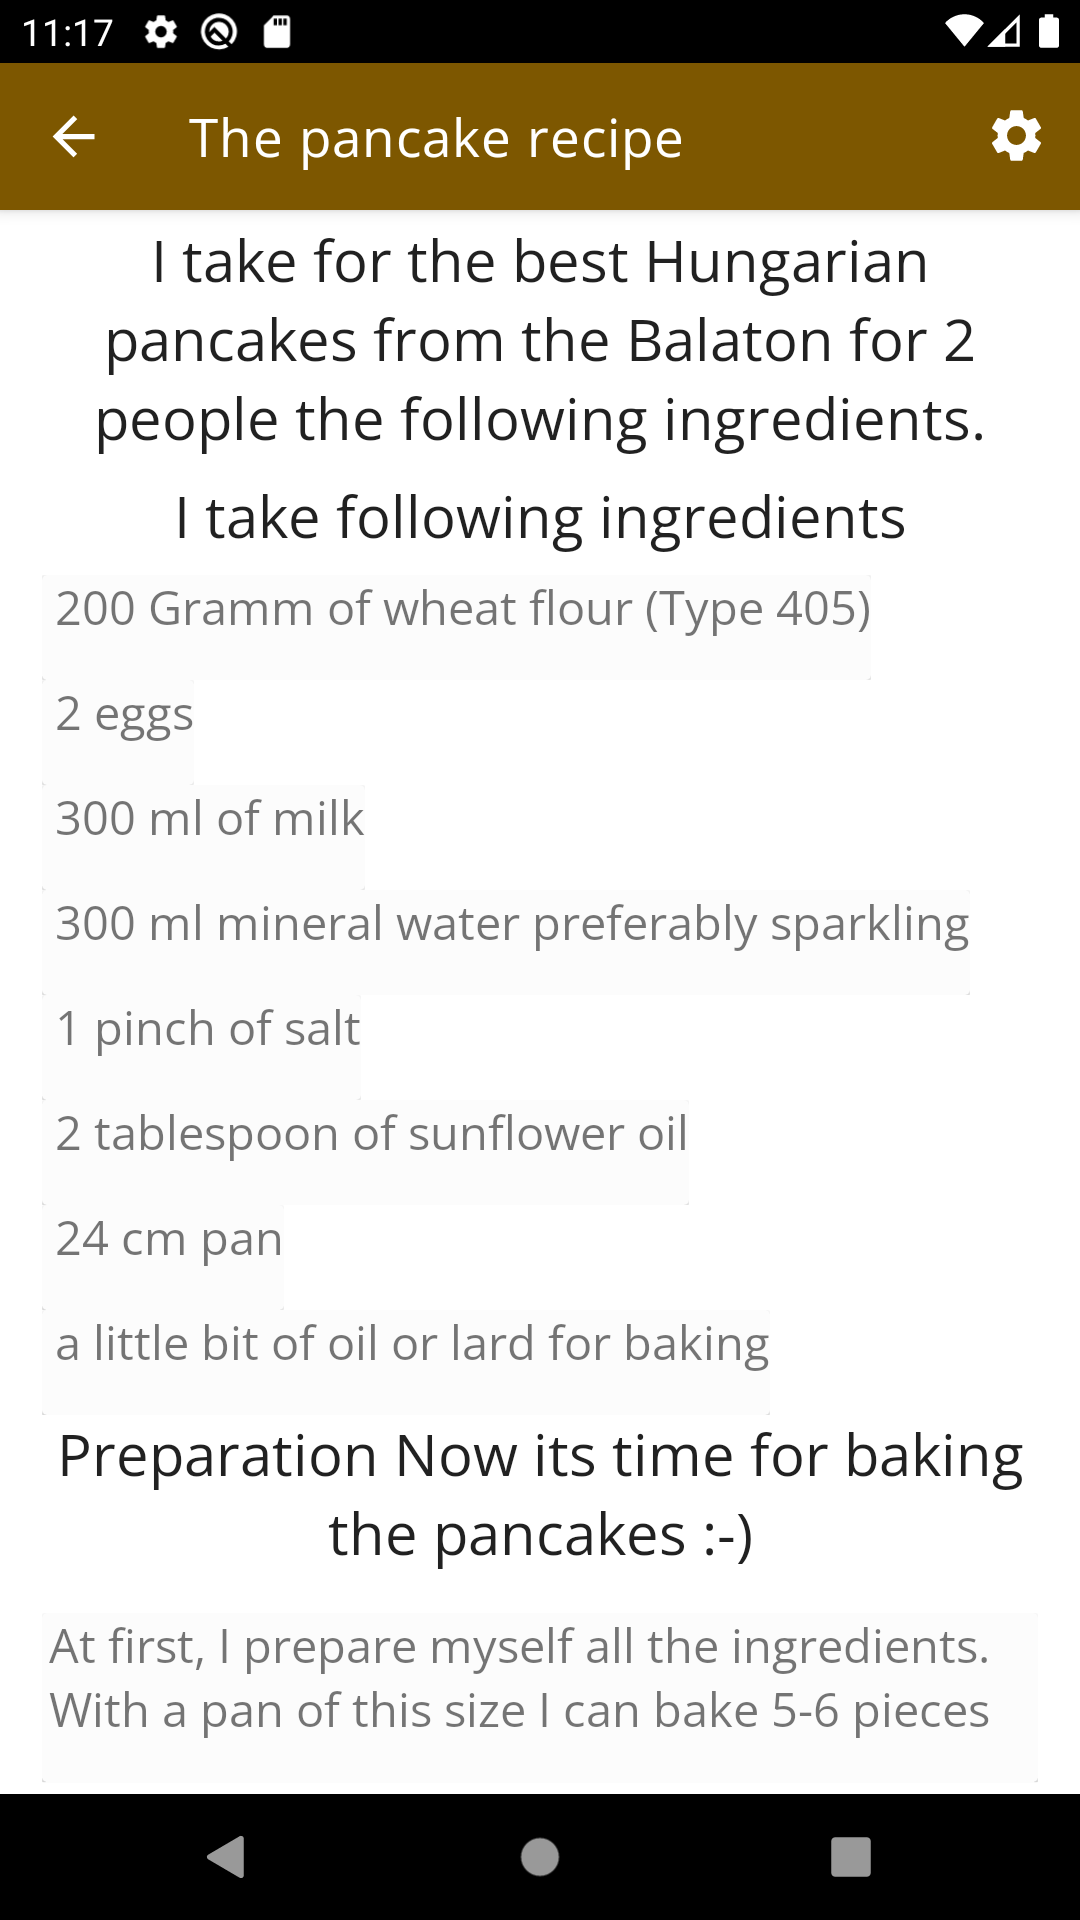 11:17
The pancake recipe
I take for the best Hungarian
pancakes from the Balaton for 2
people the following ingredients.
I take following ingredients
200 Gramm of wheat flour (Type 405)
2 eggs
300 ml of milk
300 ml mineral water preferably sparkling
1 pinch of salt
2 tablespoon of sunflower oil
24 cm pan
a little bit of oil or lard for baking
Preparation Now its time for baking
the pancakes :-)
At first, I prepare myself all the ingredients.
With a pan of this size I can bake 5-6 pieces